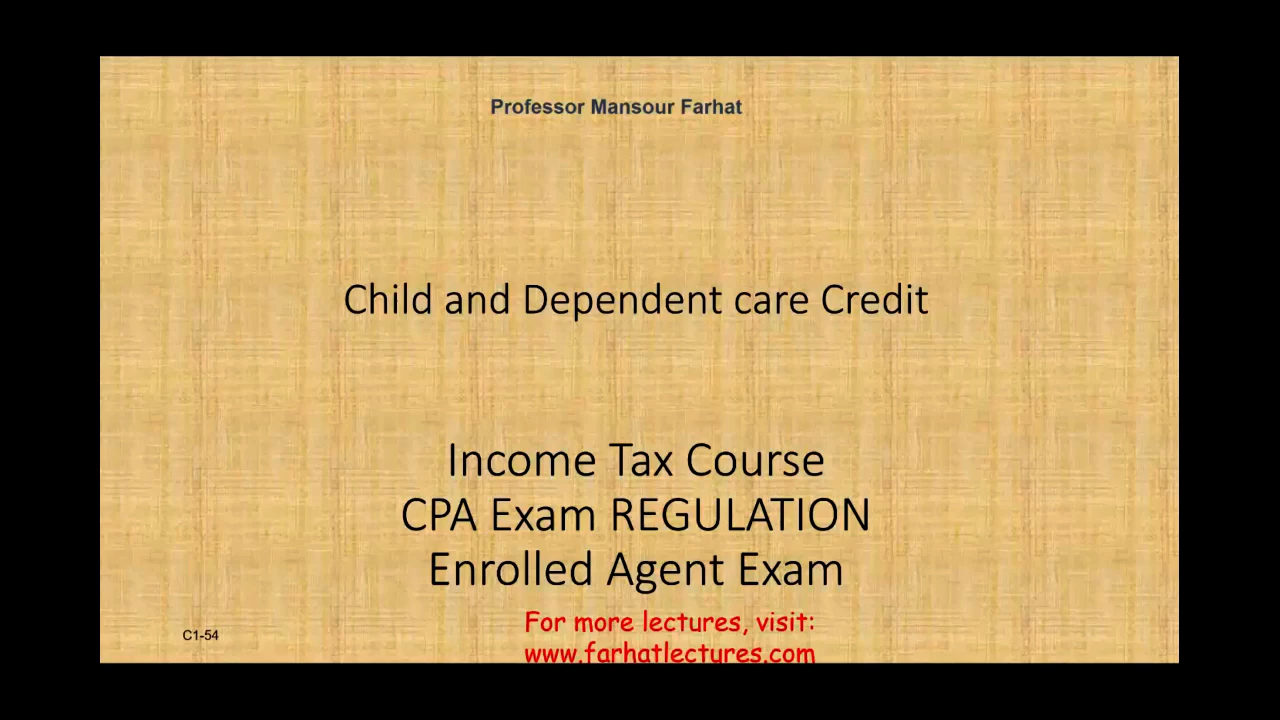 Professor Mansour Farhat
Child and Dependent care Credit
Income Tax Course
CPA Exam REGULATION
Enrolled Agent Exam
For more lectures, visit:
www.farhatlectures.com
C1-54